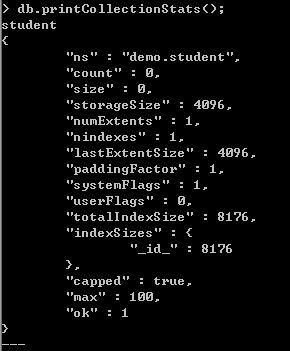 > db.printCollectionStats();
student
{
        "ns" : "demo.student",
        "count" : 0,
        "size" : 0,
        "storageSize" : 4096,
        "numExtents" : 1,
        "nindexes" : 1,
        "lastExtentSize" : 4096,
        "paddingFactor" : 1,
        "systemFlags" : 1,
        "userFlags" : 0,
        "totalIndexSize" : 8176,
        "indexSizes" : {
                "_id_" : 8176
        },
        "capped" : true,
        "max" : 100,
        "ok" : 1
}
---